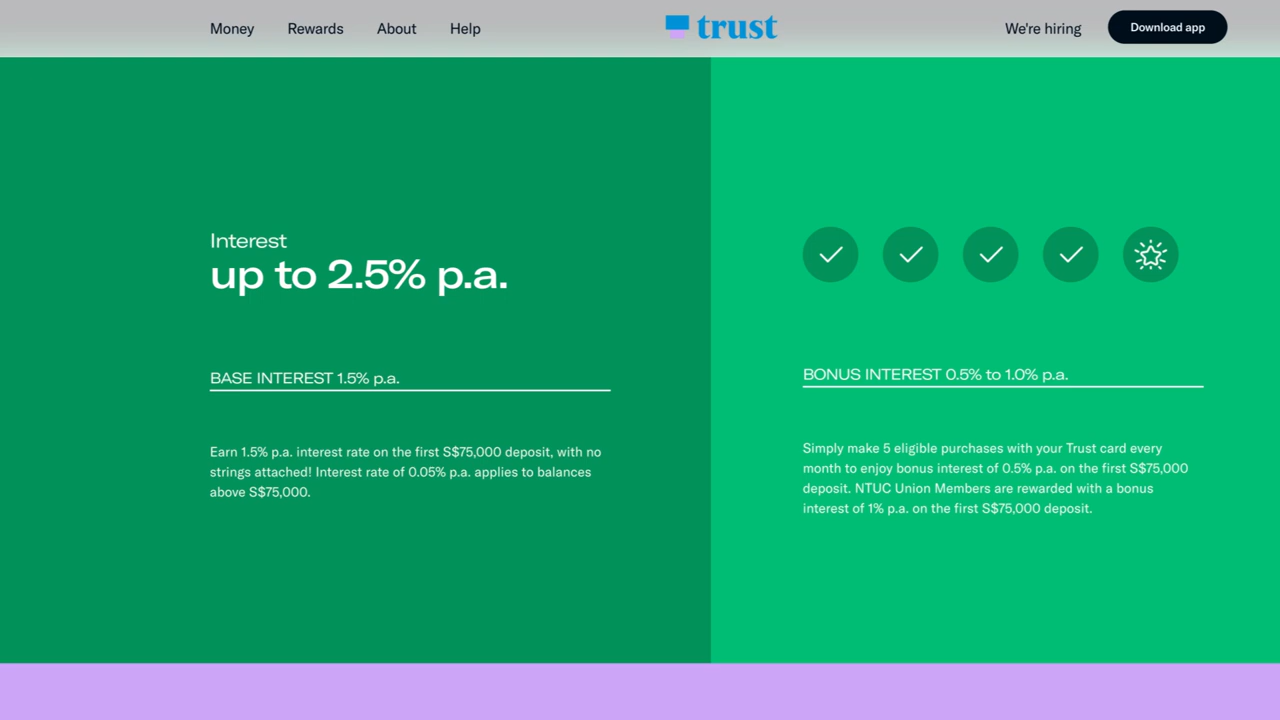 Money Rewards About Help trust We're hiring Download app
Interest
up to 2.5% p.a.
BASE INTEREST 1.5% p.a.
Earn 1.5% p.a. interest rate on the first S$75,000 deposit, with no
strings attached! Interest rate of 0.05% p.a. applies to balances
above S$75,000.
BONUS INTEREST 0.5% to 1.0% p.a.
Simply make 5 eligible purchases with your Trust card every
month to enjoy bonus interest of 0.5% p.a. on the first S$75,000
deposit. NTUC Union Members are rewarded with a bonus
interest of 1% p.a. on the first S$75,000 deposit.